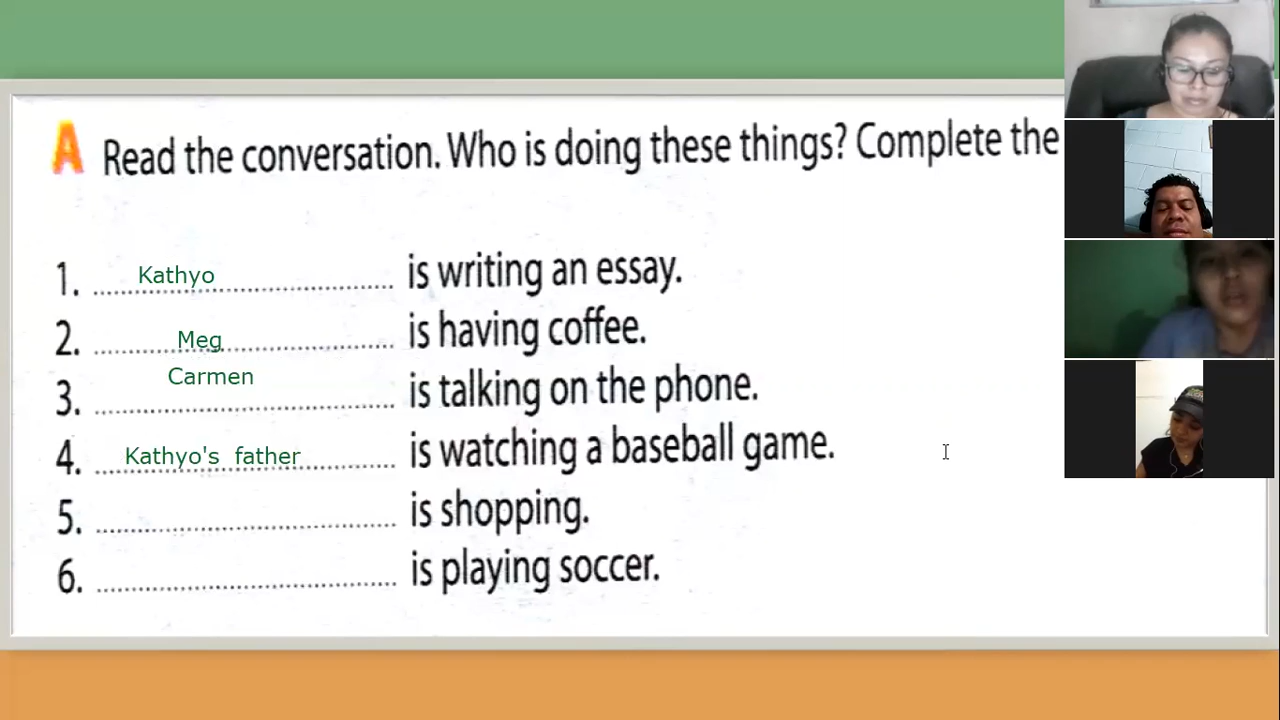 A Read the conversation. Who is doing these things? Complete the
1. Kathyo is writing an essay.
2. Meg is having coffee.
3. Carmen is talking on the phone.
4. Kathyo's father is watching a baseball game.
5. is shopping.
6. is playing soccer.